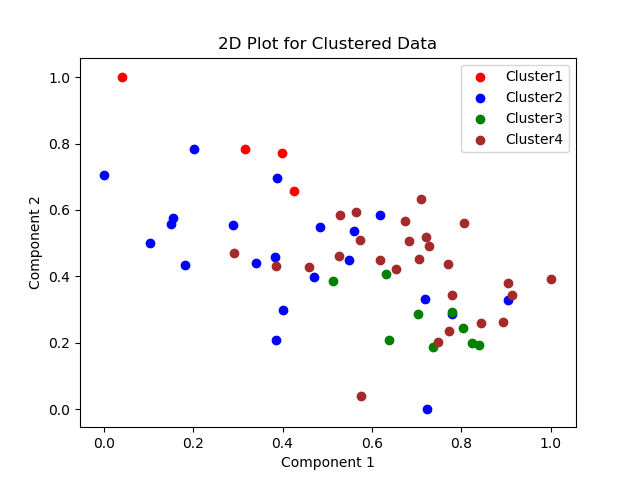 2D Plot for Clustered Data
Cluster1
Cluster2
Cluster3
Cluster4
1.0
0.8
0.6
0.4
0.2
0.0
Component 2
0.0 0.2 0.4 0.6 0.8 1.0
Component 1